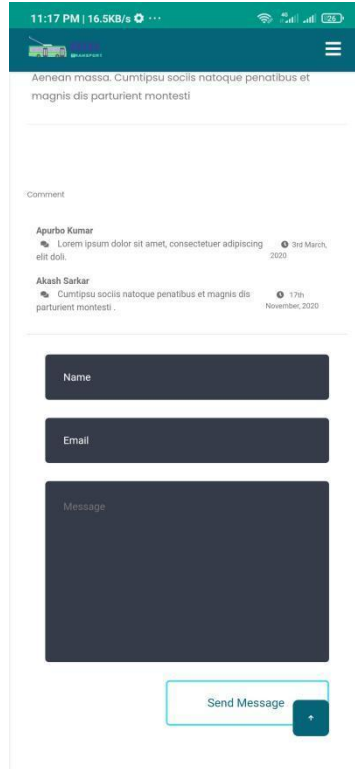 11:17 PM | 16.5KB/s
4G
26
TRANSPORT
Aenean massa. Cumtipsu sociis natoque penatibus et
magnis dis parturient montesti
Comment
Apurbo Kumar
Lorem ipsum dolor sit amet, consectetuer adipiscing
elit doli.
3rd March,
2020
Akash Sarkar
Cumtipsu sociis natoque penatibus et magnis dis
parturient montesti .
17th
November, 2020
Name
Email
Message
Send Message